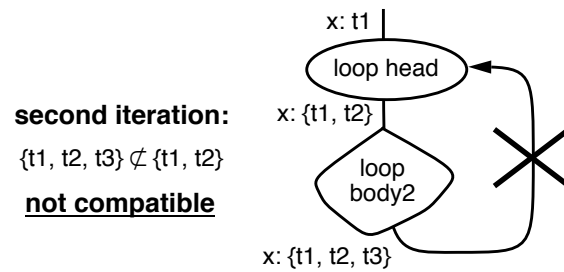 x: t1
loop head
second iteration:
x: {t1, t2}
{t1, t2, t3} ⊄ {t1, t2}
loop
body2
not compatible
x: {t1, t2, t3}